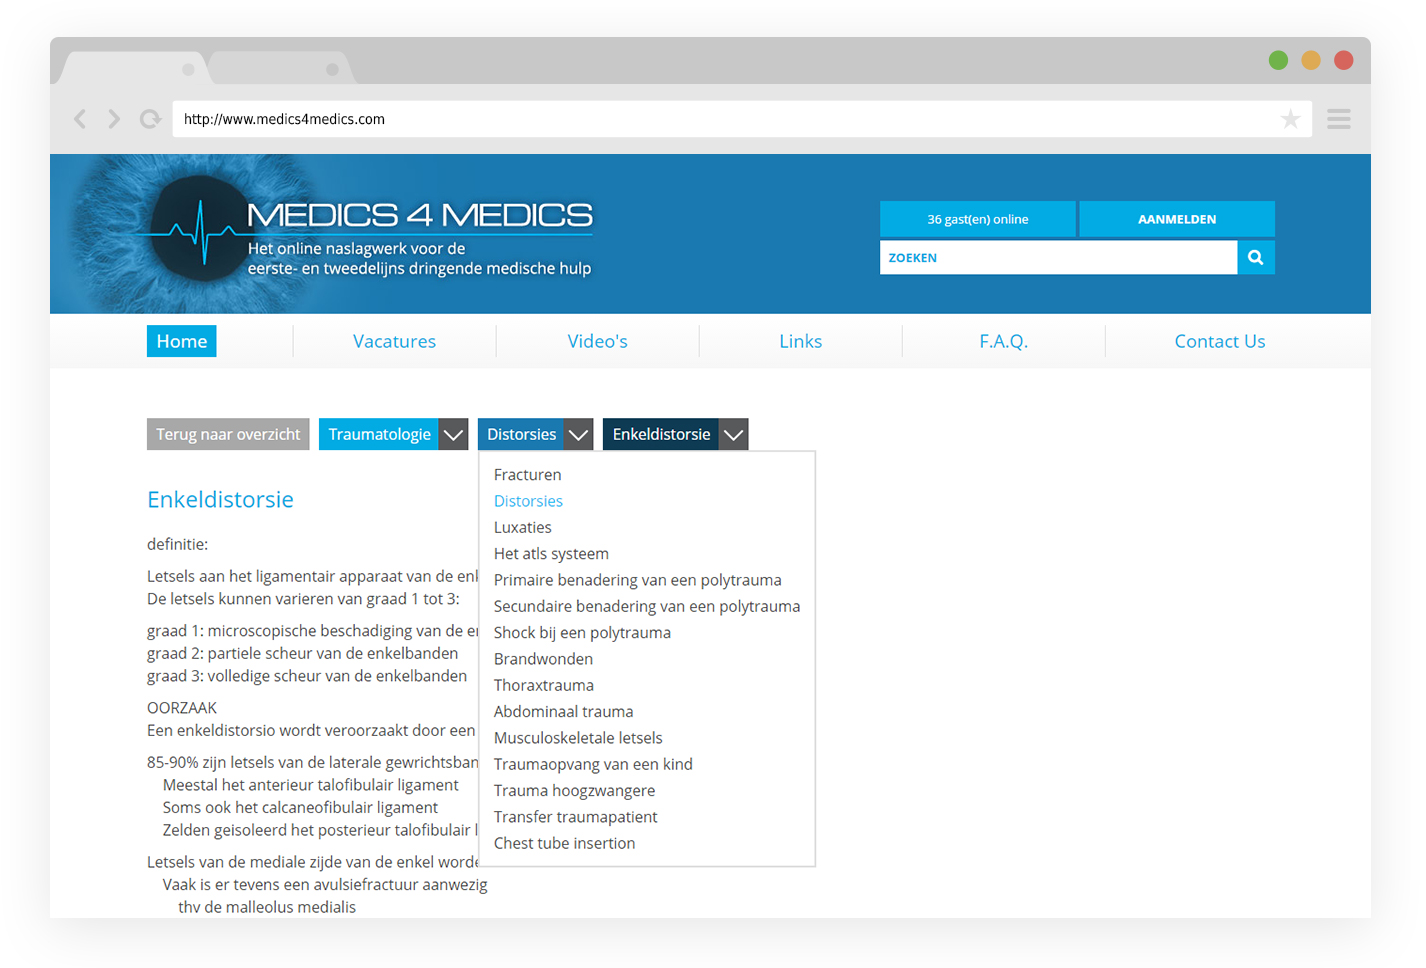 http://www.medics4medics.com
MEDICS 4 MEDICS
Het online naslagwerk voor de
eerste- en tweedelijns dringende medische hulp
36 gast(en) online
AANMELDEN
ZOEKEN
Home
Vacatures
Video's
Links
F.A.Q.
Contact Us
Terug naar overzicht
Traumatologie
Distorsies
Enkeldistorsie
Fracturen
Distorsies
Luxaties
Het atls systeem
Primaire benadering van een polytrauma
Secundaire benadering van een polytrauma
Shock bij een polytrauma
Brandwonden
Thoraxtrauma
Abdominaal trauma
Musculoskeletale letsels
Traumaopvang van een kind
Trauma hoogzwangere
Transfer traumapatient
Chest tube insertion
Enkeldistorsie
definitie:
Letsels aan het ligamentair apparaat van de
De letsels kunnen varieren van graad 1 tot 3:
graad 1: microscopische beschadiging van de
graad 2: partiele scheur van de enkelbanden
graad 3: volledige scheur van de enkelbanden
OORZAAK
Een enkeldistorsio wordt veroorzaakt door een
85-90% zijn letsels van de laterale
Meestal het anterieur talofibulair ligament
Soms ook het calcaneofibulair ligament
Zelden geisoleerd het posterieur talofibulair
Letsels van de mediale zijde van de enkel
Vaak is er tevens een avulsiefractuur aanwezig
thv de malleolus medialis